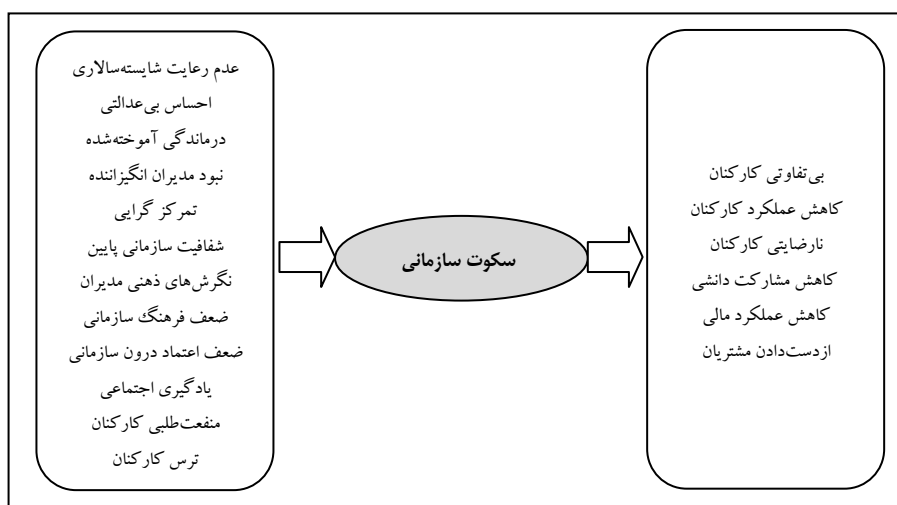 عدم رعایت شایسته‌سالاری
احساس بی‌عدالتی
درماندگی آموخته‌شده
نبود مدیران انگیزاننده
تمرکز گرایی
شفافیت سازمانی پایین
نگرش‌های ذهنی مدیران
ضعف فرهنگ سازمانی
ضعف اعتماد درون سازمانی
یادگیری اجتماعی
منفعت‌طلبی کارکنان
ترس کارکنان
سکوت سازمانی
بی‌تفاوتی کارکنان
کاهش عملکرد کارکنان
نارضایتی کارکنان
کاهش مشارکت دانشی
کاهش عملکرد مالی
ازدست‌دادن مشتریان